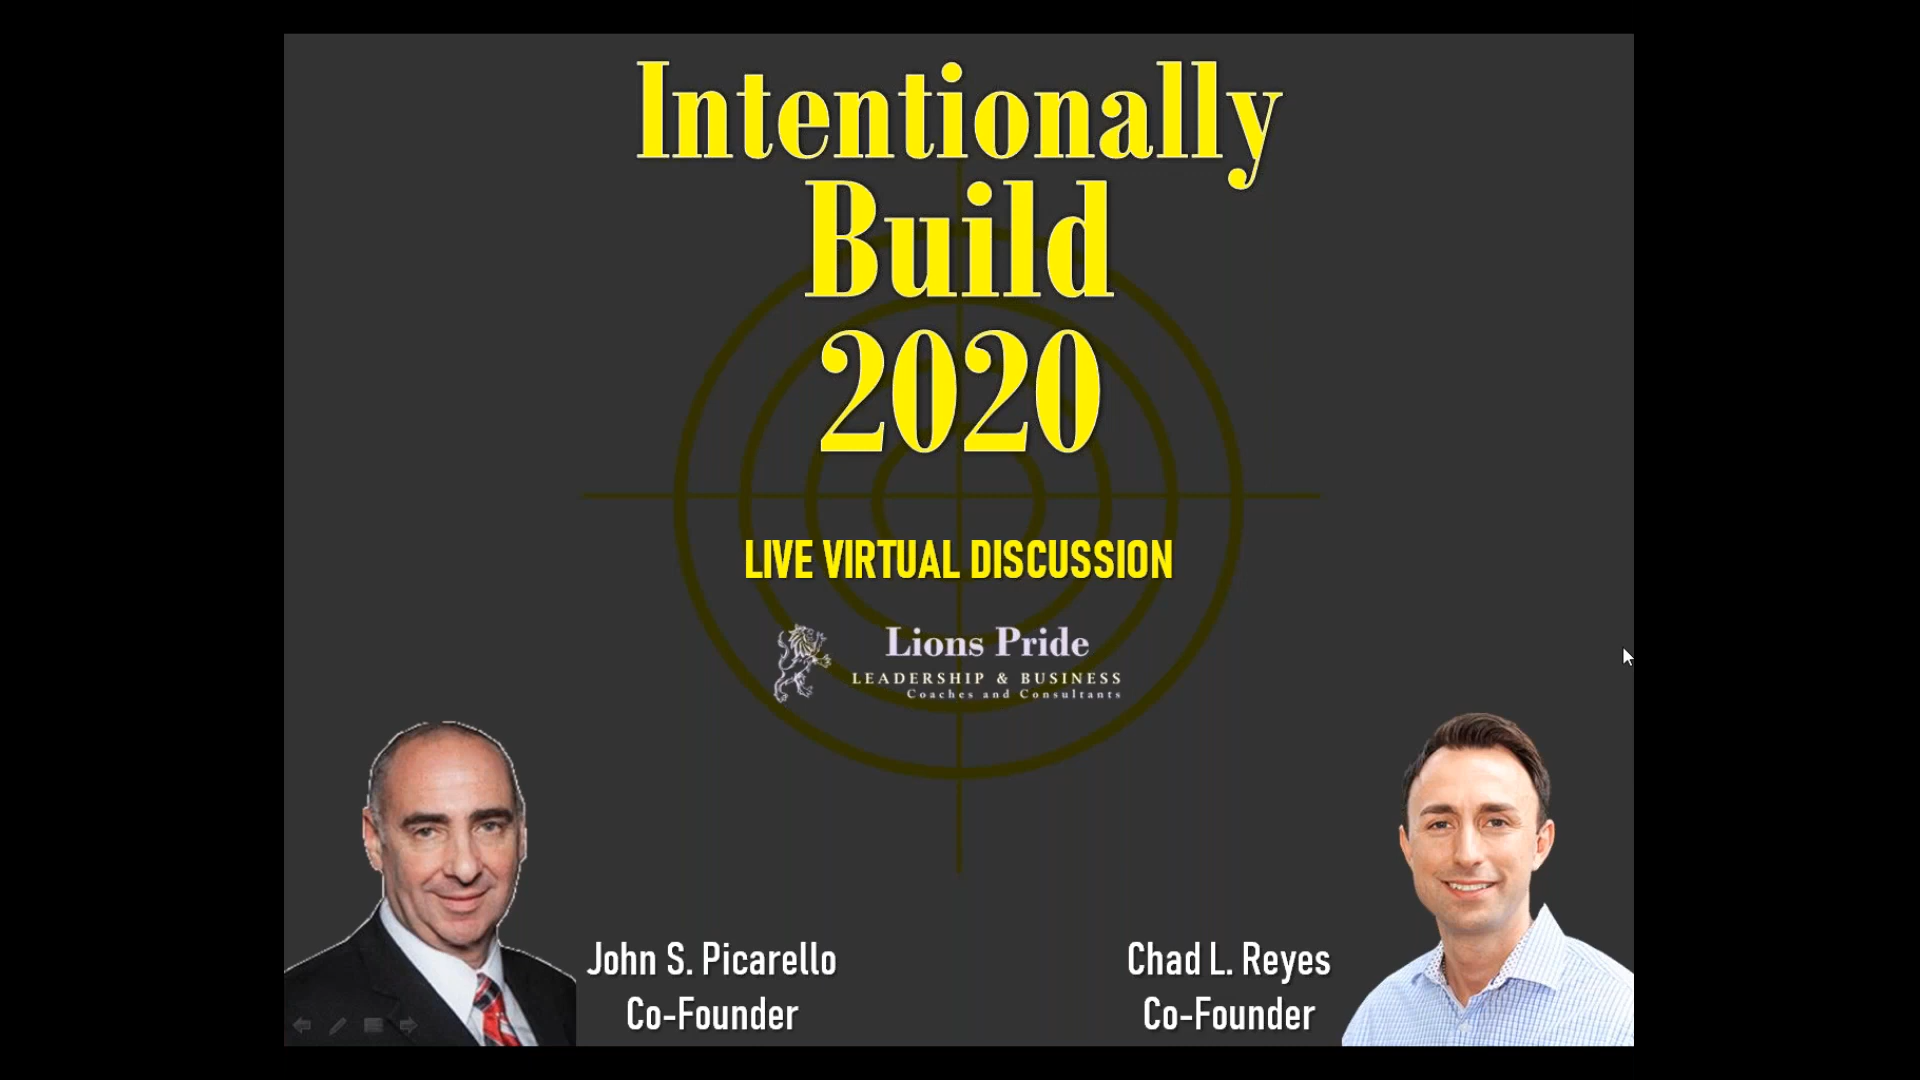 Intentionally
Build
2020
LIVE VIRTUAL DISCUSSION
Lions Pride
LEADERSHIP & BUSINESS
Coaches and Consultants
John S. Picarello
Co-Founder
Chad L. Reyes
Co-Founder